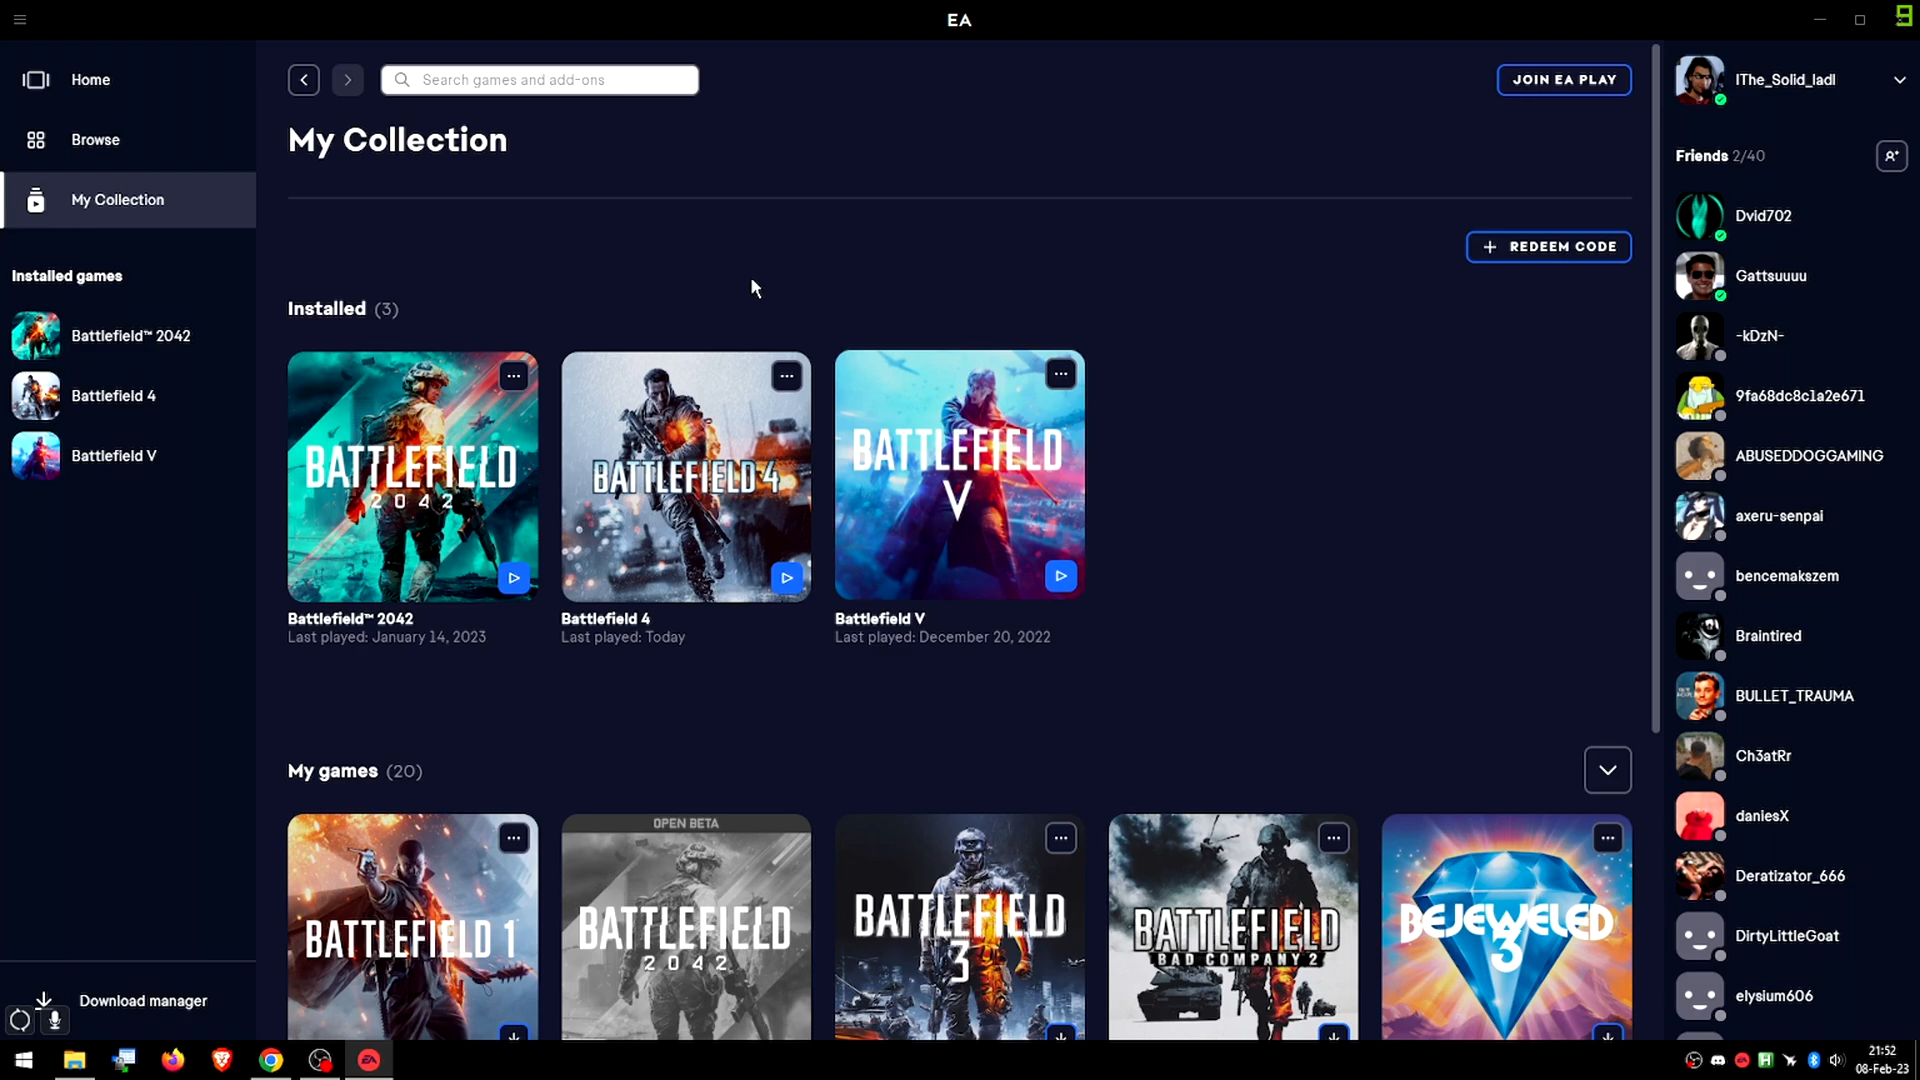 EA
9
Home
Browse
My Collection
Installed games
Battlefield™ 2042
Battlefield 4
Battlefield V
Download manager
Search games and add-ons
JOIN EA PLAY
My Collection
REDEEM CODE
Installed (3)
BATTLEFIELD
2042
BATTLEFIELD 4
BATTLEFIELD
V
Battlefield™ 2042
Last played: January 14, 2023
Battlefield 4
Last played: Today
Battlefield V
Last played: December 20, 2022
My games (20)
BATTLEFIELD 1
OPEN BETA
BATTLEFIELD
2042
BATTLEFIELD
3
BATTLEFIELD
BAD COMPANY 2
BEJEWELED
3
IThe_Solid_ladl
Friends 2/40
Dvid702
Gattsuuuu
-kDzN-
9fa68dc8c1a2e671
ABUSEDDOGGAMING
axeru-senpai
bencemakszem
Braintired
BULLET_TRAUMA
Ch3atRr
daniesX
Deratizator_666
DirtyLittleGoat
elysium606
EA
21:52
08-Feb-23